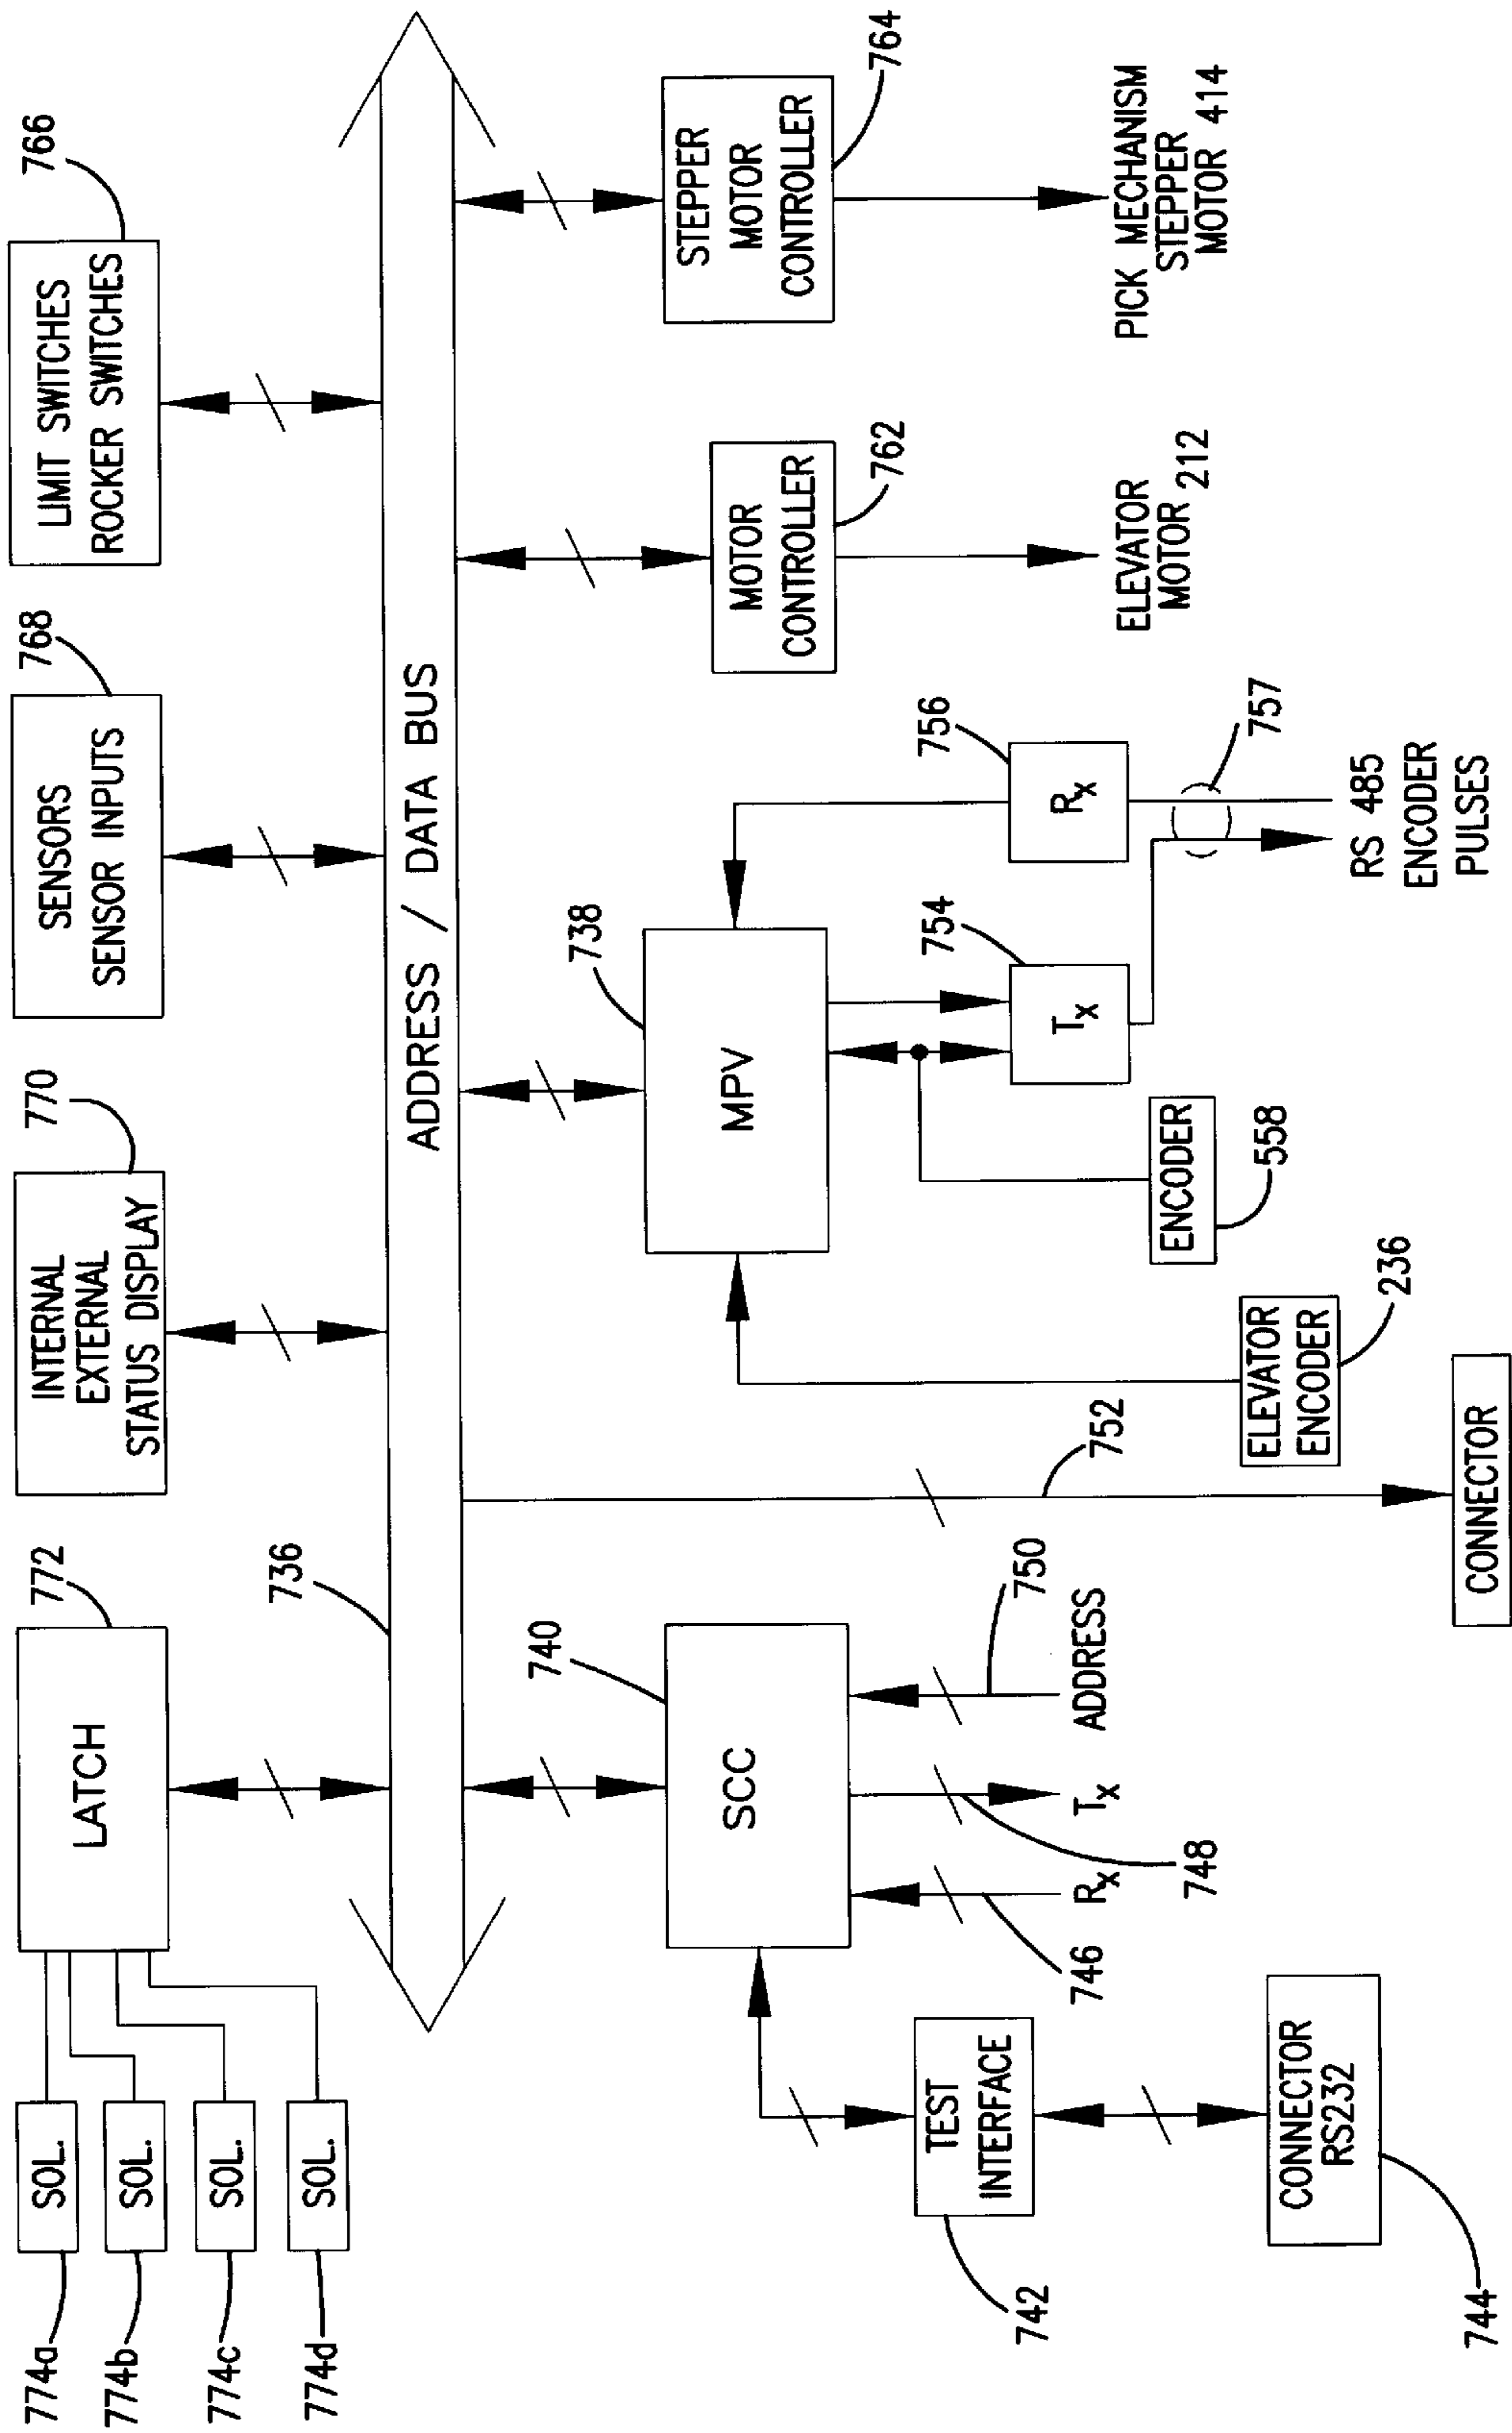 774a
SOL.
774b
SOL.
774c
SOL.
774d
SOL.
LATCH
772
INTERNAL
EXTERNAL
STATUS DISPLAY
770
SENSORS
SENSOR INPUTS
768
LIMIT SWITCHES
ROCKER SWITCHES
766
736
ADDRESS / DATA BUS
740
SCC
TEST
INTERFACE
742
CONNECTOR
RS232
744
746
Rx
748
Tx
ADDRESS
750
752
CONNECTOR
738
MPV
ELEVATOR
ENCODER
236
ENCODER
558
754
Tx
756
Rx
757
RS 485
ENCODER
PULSES
MOTOR
CONTROLLER
762
ELEVATOR
MOTOR 212
STEPPER
MOTOR
CONTROLLER
764
PICK MECHANISM
STEPPER
MOTOR 414